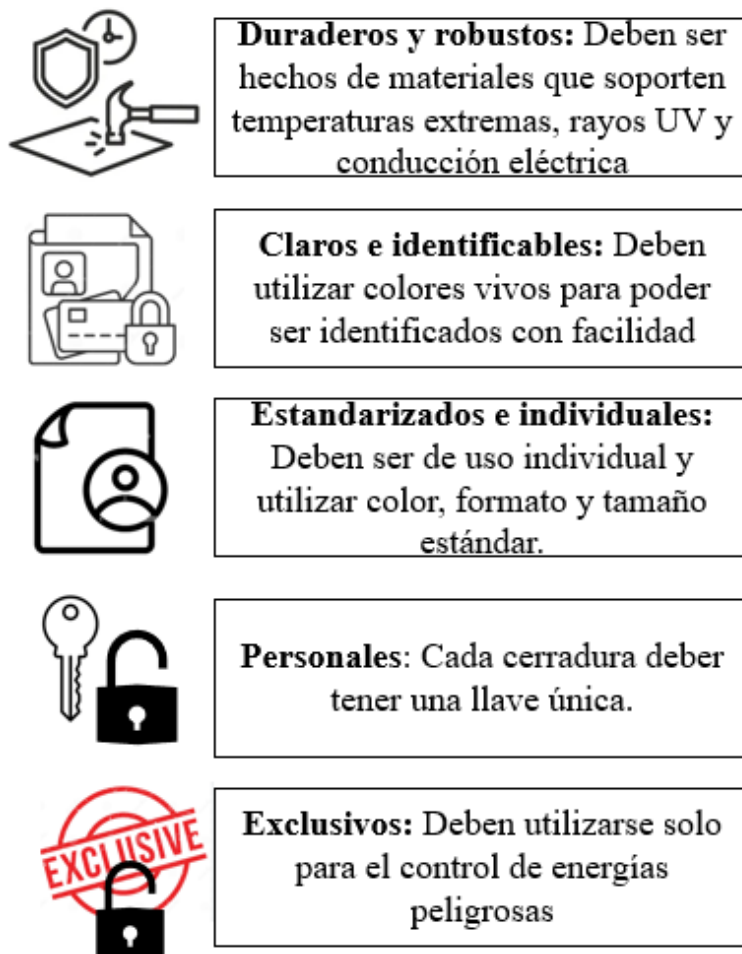 Duraderos y robustos: Deben ser
hechos de materiales que soporten
temperaturas extremas, rayos UV y
conducción eléctrica
Claros e identificables: Deben
utilizar colores vivos para poder
ser identificados con facilidad
Estandarizados e individuales:
Deben ser de uso individual y
utilizar color, formato y tamaño
estándar.
Personales: Cada cerradura deber
tener una llave única.
EXCLUSIVE
Exclusivos: Deben utilizarse solo
para el control de energías
peligrosas